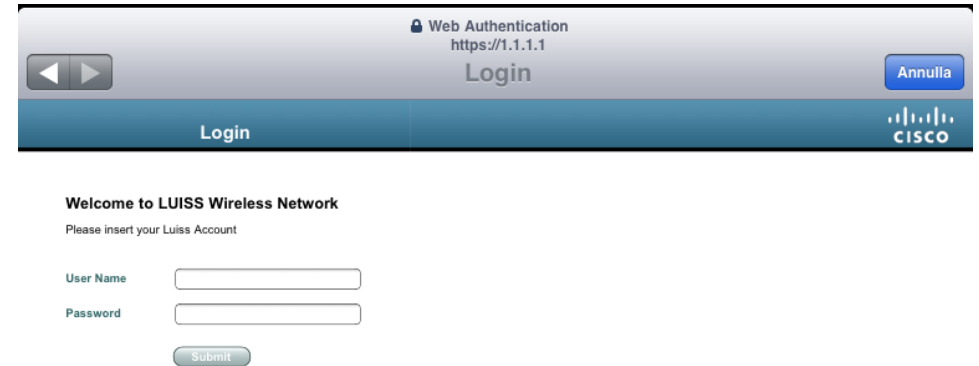 Web Authentication
https://1.1.1.1
Login
Annulla
Login
CISCO
Welcome to LUISS Wireless Network
Please insert your Luiss Account
User Name
Password
Submit